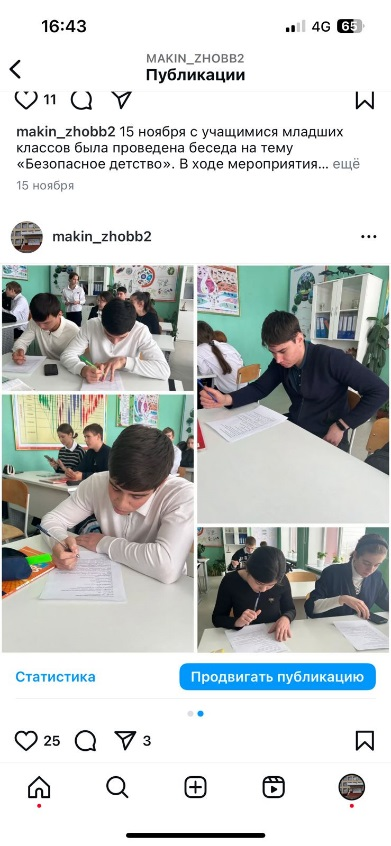 16:43
4G 65
MAKIN_ZHOBB2
Публикации
11
makin_zhobb2 15 ноября с учащимися младших
классов была проведена беседа на тему
«Безопасное детство». В ходе мероприятия... ещё
15 ноября
makin_zhobb2
Статистика
Продвигать публикацию
25
3